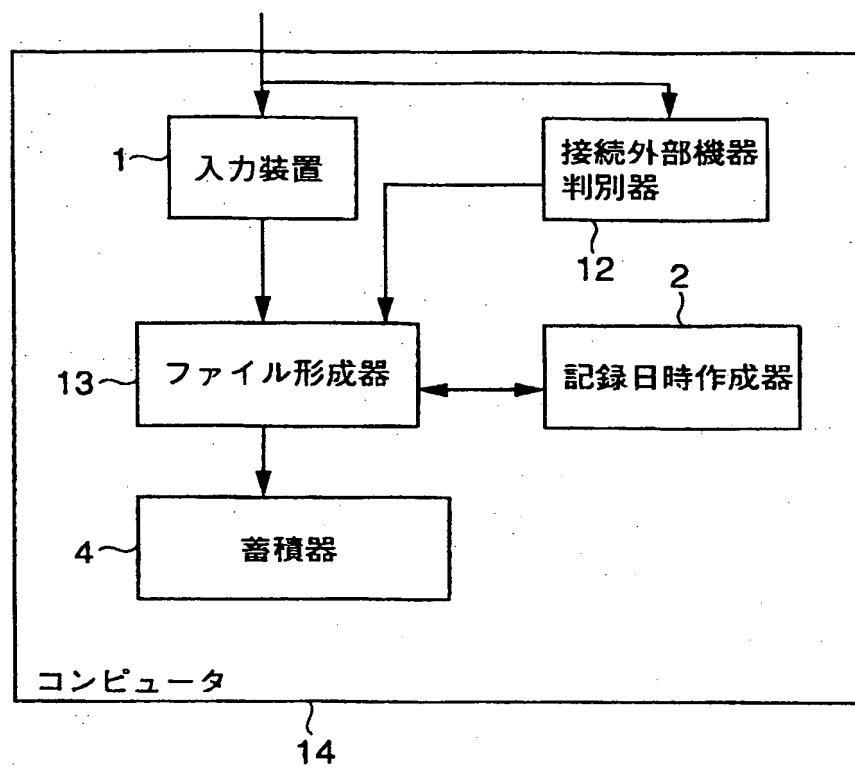 1
入力装置
接続外部機器
判別器
12
2
13
ファイル形成器
記録日時作成器
4
蓄積器
コンピュータ
14